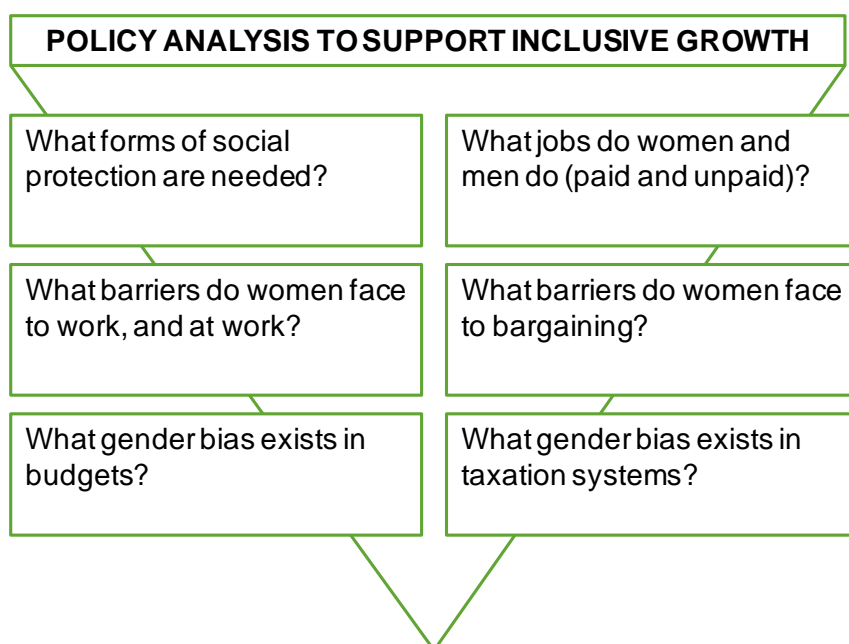 POLICY ANALYSIS TO SUPPORT INCLUSIVE GROWTH
What forms of social
protection are needed?
What jobs do women and
men do (paid and unpaid)?
What barriers do women face
to work, and at work?
What barriers do women face
to bargaining?
What gender bias exists in
budgets?
What gender bias exists in
taxation systems?